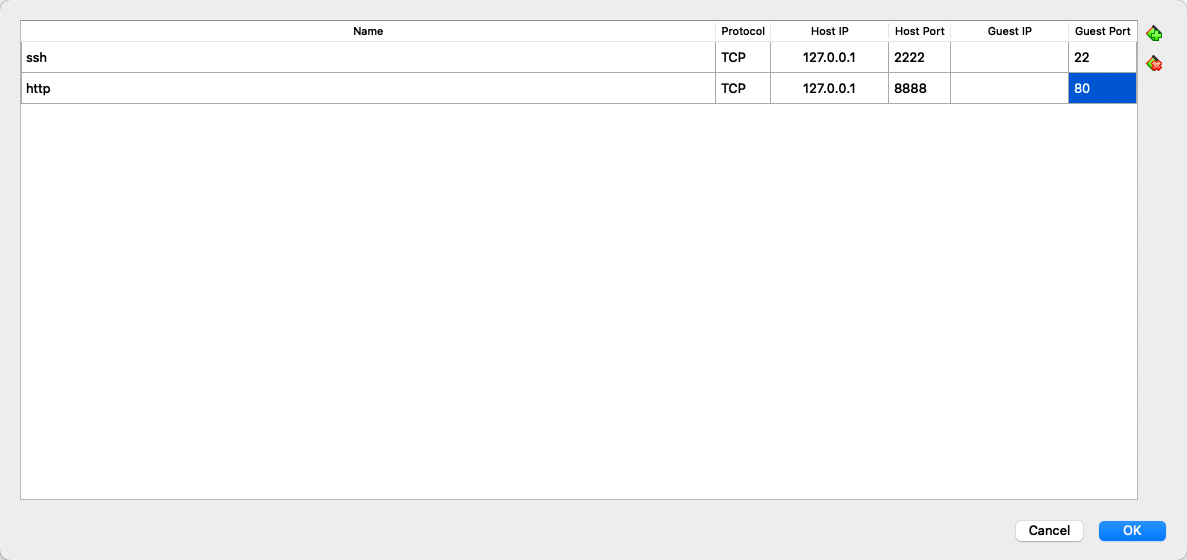 Name Protocol Host IP Host Port Guest IP Guest Port
ssh TCP 127.0.0.1 2222 22
http TCP 127.0.0.1 8888 80
Cancel OK